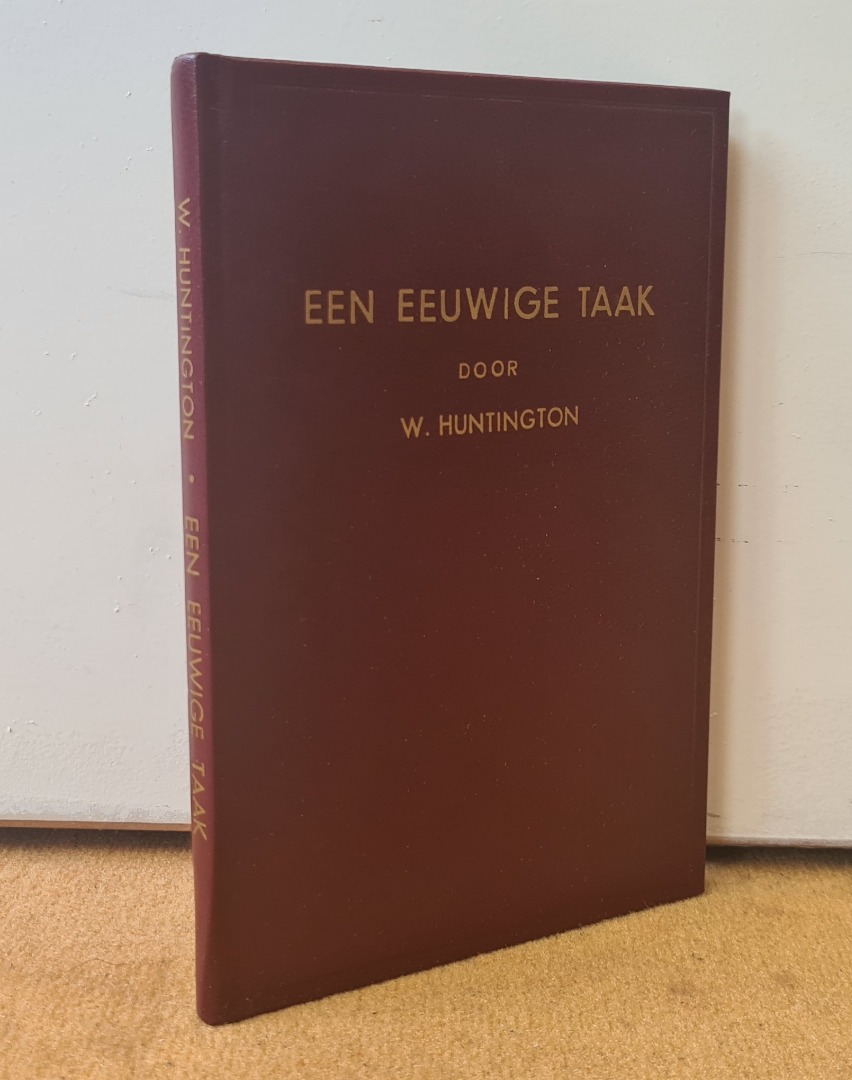 EEN EEUWIGE TAAK
DOOR
W. HUNTINGTON
W. HUNTINGTON • EEN EEUWIGE TAAK